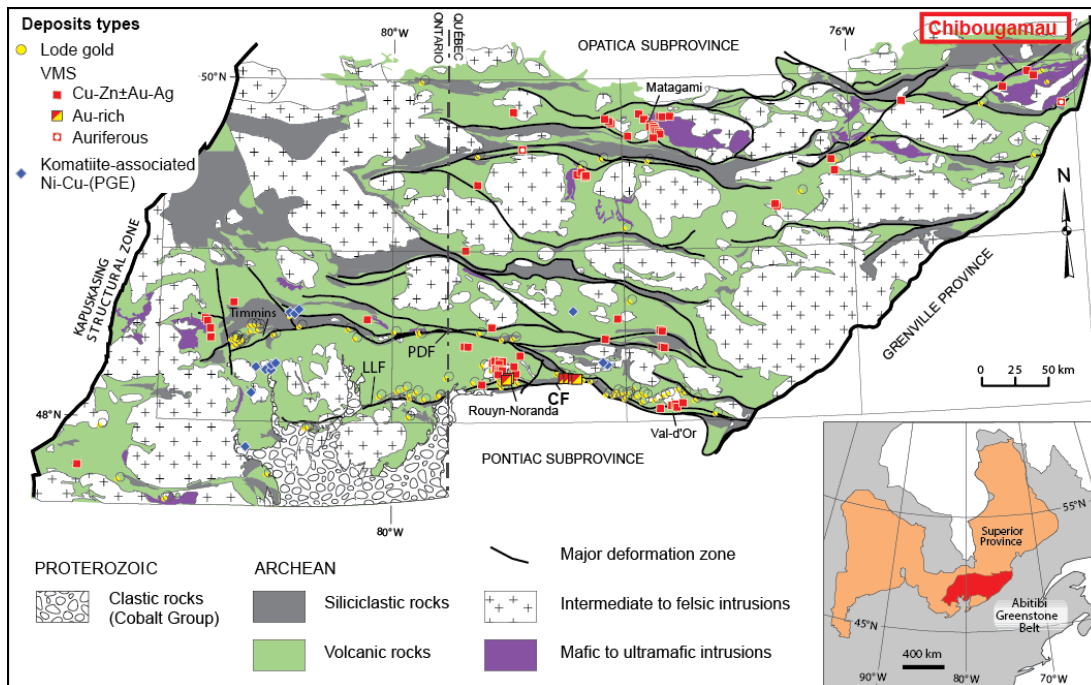 Deposits types
Lode gold
VMS
Cu-Zn±Au-Ag
Au-rich
Auriferous
Komatiite-associated
Ni-Cu-(PGE)
80°W
QUÉBEC
ONTARIO
OPATICA SUBPROVINCE
76°W
Chibougamau
50°N
Matagami
N
KAPUSKASING
STRUCTURAL ZONE
Timmins
PDF
LLF
CF
Rouyn-Noranda
Val-d'Or
48°N
GRENVILLE PROVINCE
0 25 50 km
PONTIAC SUBPROVINCE
80°W
PROTEROZOIC
Clastic rocks
(Cobalt Group)
ARCHEAN
Siliciclastic rocks
Volcanic rocks
Major deformation zone
Intermediate to felsic intrusions
Mafic to ultramafic intrusions
55°N
Superior
Province
Abitibi
Greenstone
Belt
45°N
400 km
90°W
80°W
70°W